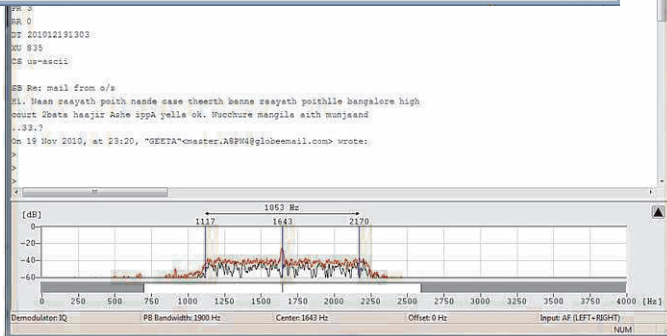 PR 3
RR 0
DT 201012191303
XU 835
CS us-ascii
SB Re: mail from o/s
Hi. Naan raayath poith nande case theerth banne raayath poithlle bangalore high
court 2bata haajir Ashe ippA yella ok. Nucchure mangila aith munjaand
..33.?
On 19 Nov 2010, at 23:20, "GEETA"<master.A8PW4@globeemail.com> wrote:
>
>
>
1053 Hz
[dB]
1117 1643 2170
0
-20
-40
-60
0 250 500 750 1000 1250 1500 1750 2000 2250 2500 2750 3000 3250 3500 3750 4000 [Hz]
Demodulator: IQ PB Bandwidth: 1900 Hz Center: 1643 Hz Offset: 0 Hz Input: AF (LEFT+RIGHT)
NUM